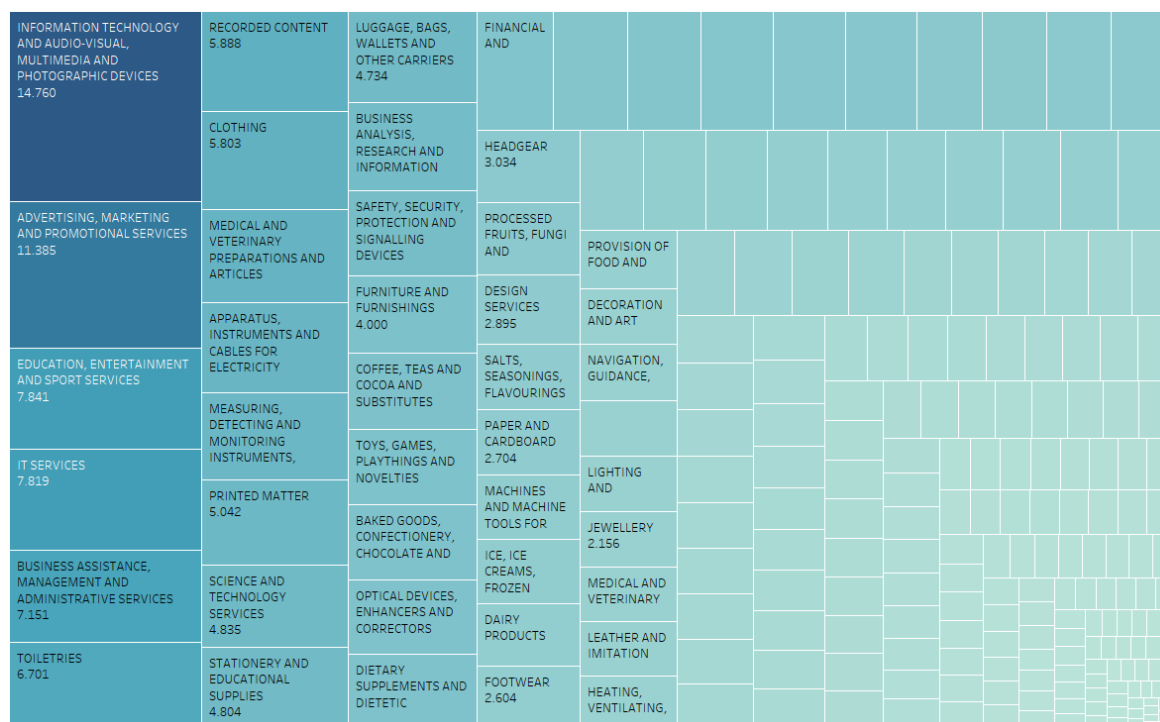 INFORMATION TECHNOLOGY
AND AUDIO-VISUAL,
MULTIMEDIA AND
PHOTOGRAPHIC DEVICES
14.760
ADVERTISING, MARKETING
AND PROMOTIONAL SERVICES
11.385
EDUCATION, ENTERTAINMENT
AND SPORT SERVICES
7.841
IT SERVICES
7.819
BUSINESS ASSISTANCE,
MANAGEMENT AND
ADMINISTRATIVE SERVICES
7.151
TOILETRIES
6.701
RECORDED CONTENT
5.888
CLOTHING
5.803
MEDICAL AND
VETERINARY
PREPARATIONS AND
ARTICLES
APPARATUS,
INSTRUMENTS AND
CABLES FOR
ELECTRICITY
MEASURING,
DETECTING AND
MONITORING
INSTRUMENTS,
PRINTED MATTER
5.042
SCIENCE AND
TECHNOLOGY
SERVICES
4.835
STATIONERY AND
EDUCATIONAL
SUPPLIES
4.804
LUGGAGE, BAGS,
WALLETS AND
OTHER CARRIERS
4.734
BUSINESS
ANALYSIS,
RESEARCH AND
INFORMATION
SAFETY, SECURITY,
PROTECTION AND
SIGNALLING
DEVICES
FURNITURE AND
FURNISHINGS
4.000
COFFEE, TEAS AND
COCOA AND
SUBSTITUTES
TOYS, GAMES,
PLAYTHINGS AND
NOVELTIES
BAKED GOODS,
CONFECTIONERY,
CHOCOLATE AND
OPTICAL DEVICES,
ENHANCERS AND
CORRECTORS
DIETARY
SUPPLEMENTS AND
DIETETIC
FINANCIAL
AND
HEADGEAR
3.034
PROCESSED
FRUITS, FUNGI
AND
DESIGN
SERVICES
2.895
SALTS,
SEASONINGS,
FLAVOURINGS
PAPER AND
CARDBOARD
2.704
MACHINES
AND MACHINE
TOOLS FOR
ICE, ICE
CREAMS,
FROZEN
DAIRY
PRODUCTS
FOOTWEAR
2.604
PROVISION OF
FOOD AND
DECORATION
AND ART
NAVIGATION,
GUIDANCE,
LIGHTING
AND
JEWELLERY
2.156
MEDICAL AND
VETERINARY
LEATHER AND
IMITATION
HEATING,
VENTILATING,